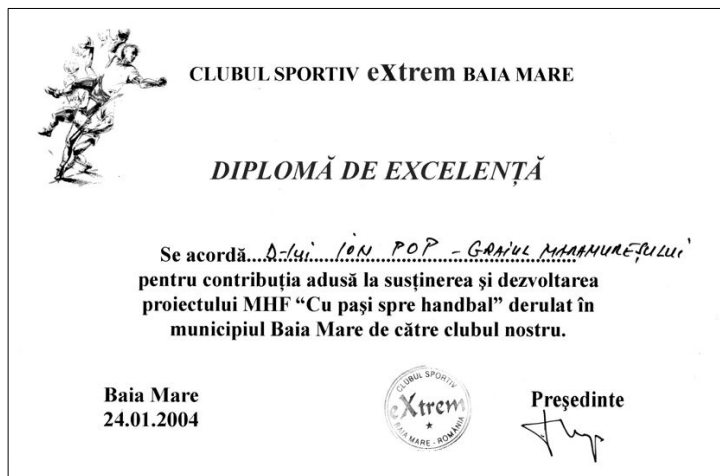 CLUBUL SPORTIV eXtrem BAIA MARE
DIPLOMĂ DE EXCELENȚĂ
Se acordă...D-lui ION POP - GRAIUL MARAMUREȘULUI
pentru contribuția adusă la susținerea și dezvoltarea
proiectului MHF “Cu pași spre handbal” derulat în
municipiul Baia Mare de către clubul nostru.
Baia Mare
24.01.2004
CLUBUL SPORTIV
eXtrem
BAIA MARE - ROMÂNIA
Președinte